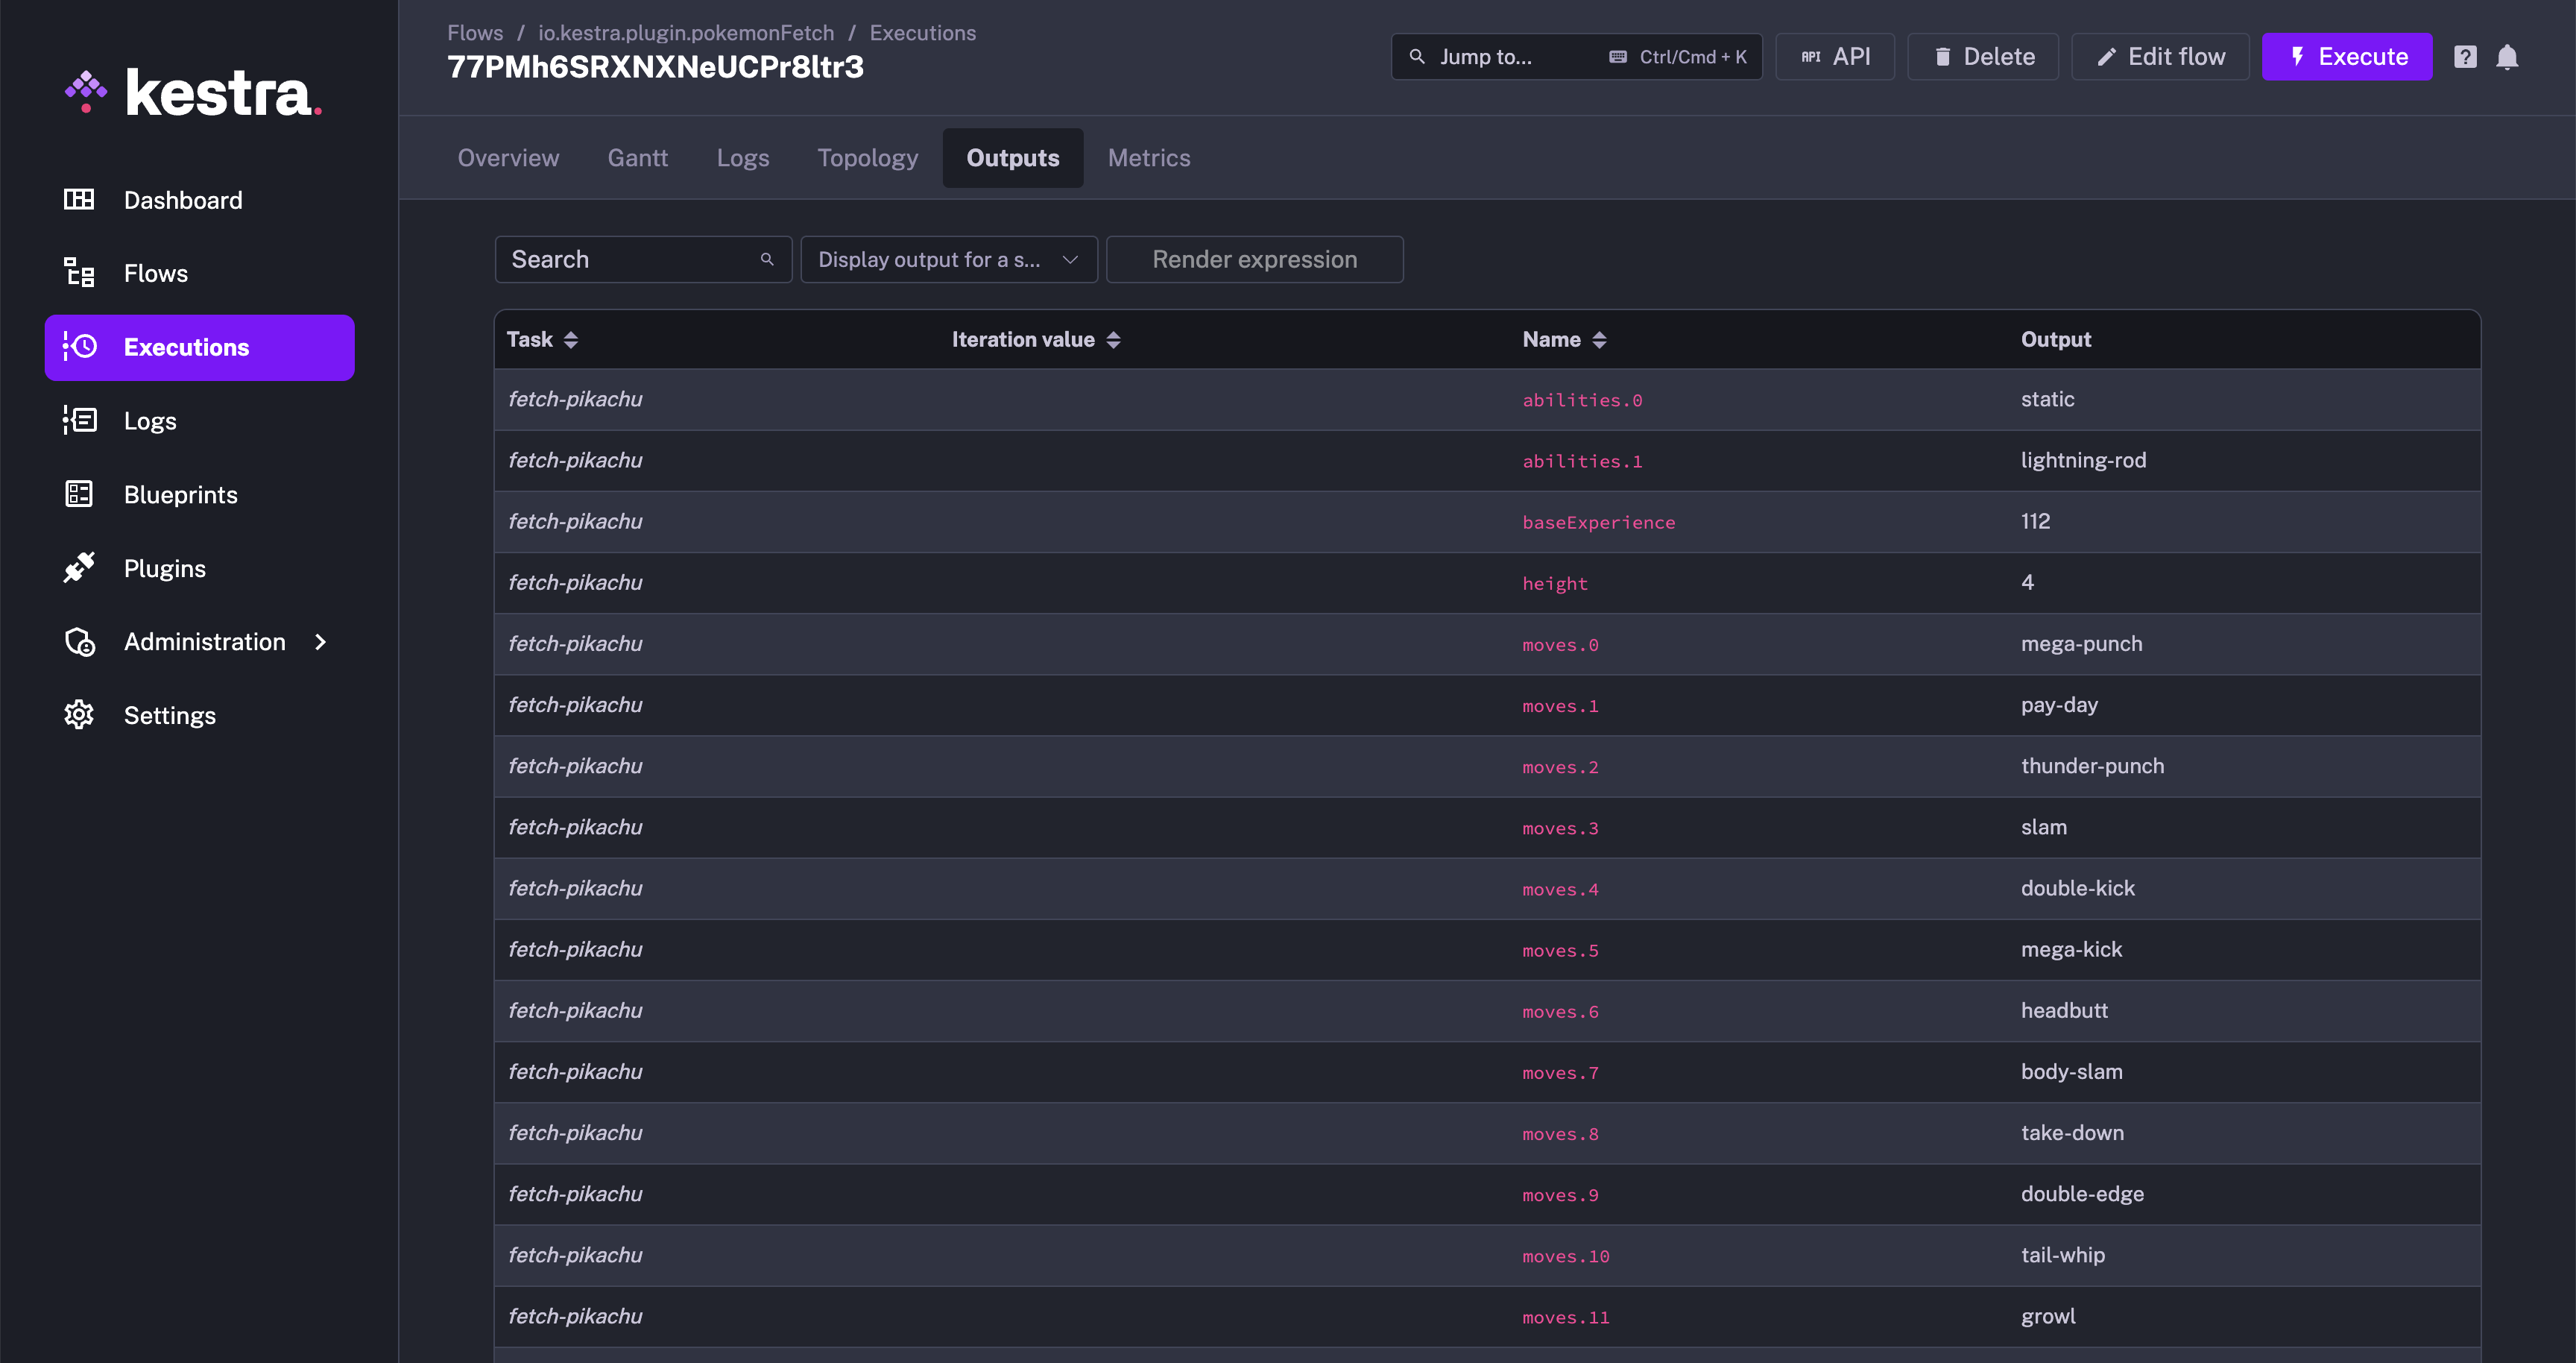 kestra.
Dashboard
Flows
Executions
Logs
Blueprints
Plugins
Administration
Settings
Flows / io.kestra.plugin.pokemonFetch / Executions
77PMh6SRXNXNeUCPr8ltr3
Jump to... Ctrl/Cmd + K
API API
Delete
Edit flow
Execute
?
Overview Gantt Logs Topology Outputs Metrics
Search
Display output for a s...
Render expression
Task Iteration value Name Output
fetch-pikachu abilities.0 static
fetch-pikachu abilities.1 lightning-rod
fetch-pikachu baseExperience 112
fetch-pikachu height 4
fetch-pikachu moves.0 mega-punch
fetch-pikachu moves.1 pay-day
fetch-pikachu moves.2 thunder-punch
fetch-pikachu moves.3 slam
fetch-pikachu moves.4 double-kick
fetch-pikachu moves.5 mega-kick
fetch-pikachu moves.6 headbutt
fetch-pikachu moves.7 body-slam
fetch-pikachu moves.8 take-down
fetch-pikachu moves.9 double-edge
fetch-pikachu moves.10 tail-whip
fetch-pikachu moves.11 growl